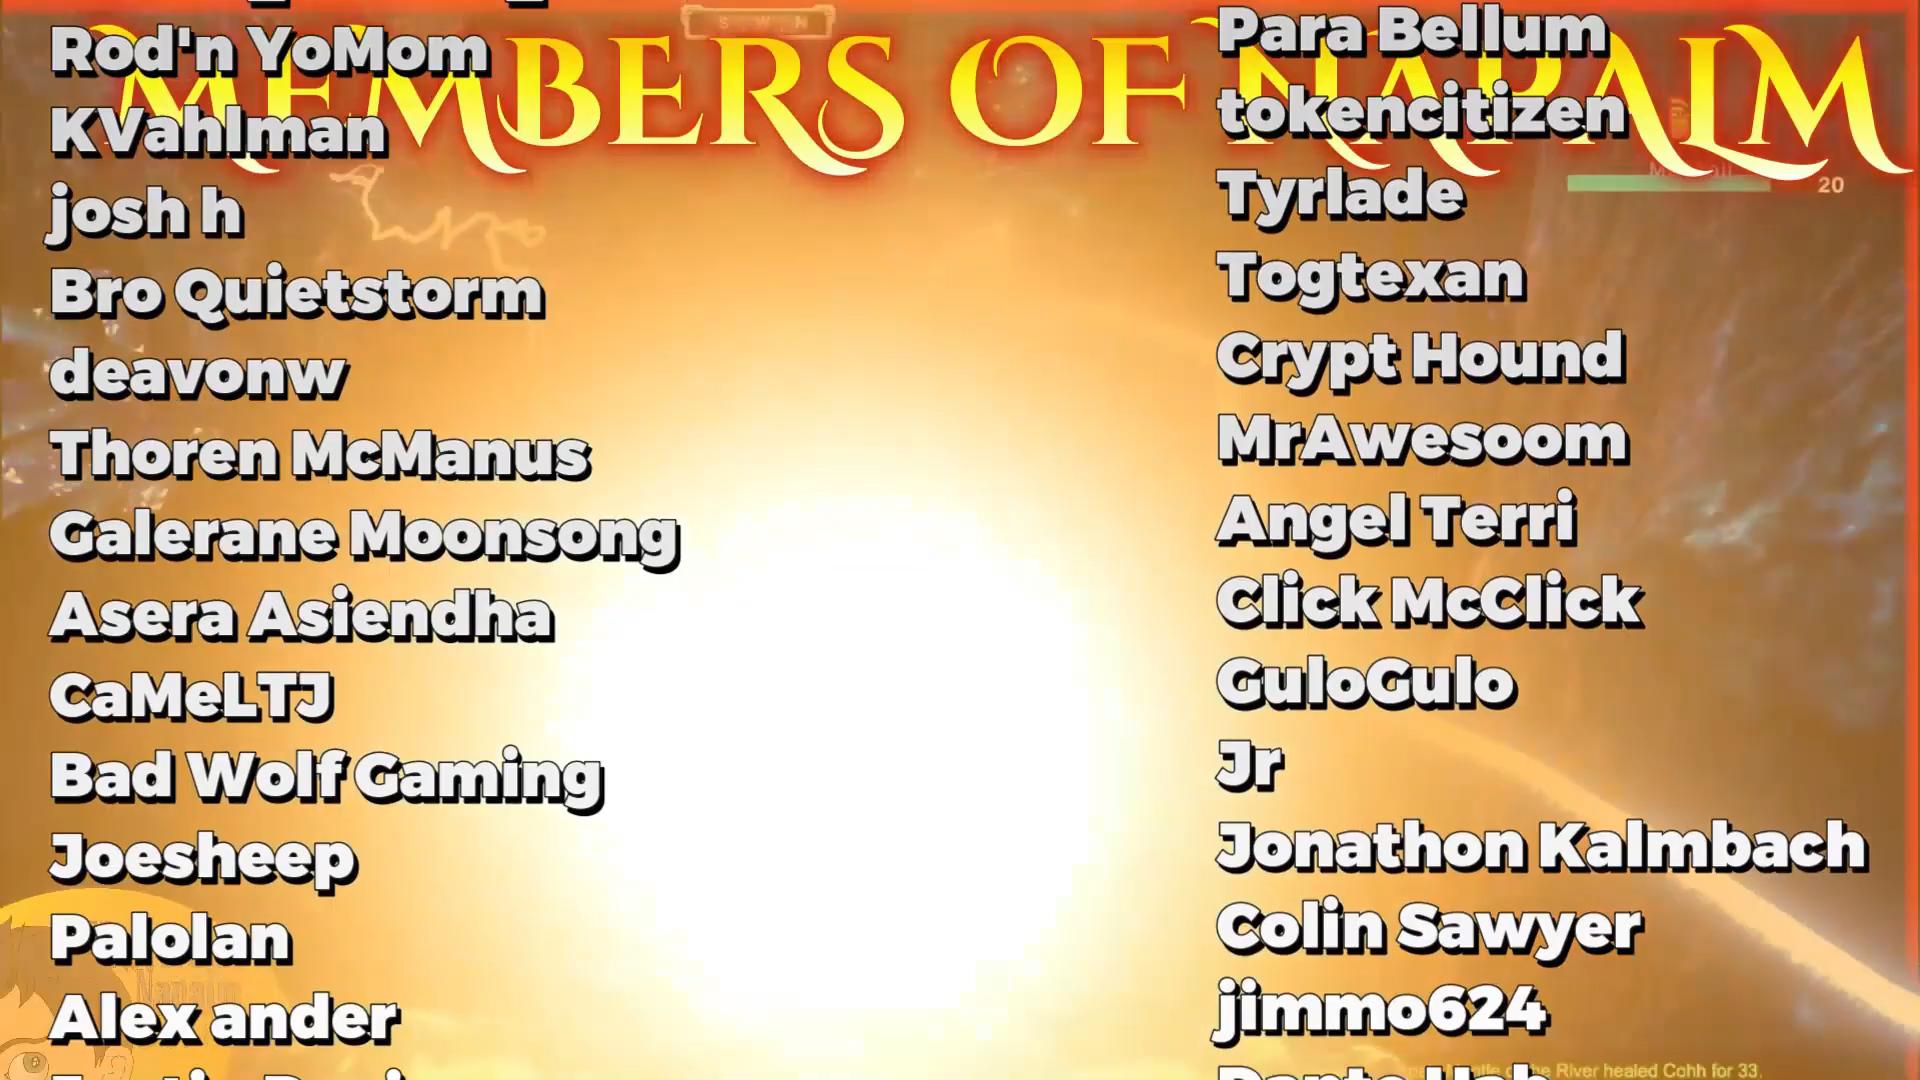 MEMBERS OF NAPALM
Rod'n YoMom
KVahlman
josh h
Bro Quietstorm
deavonw
Thoren McManus
Galerane Moonsong
Asera Asiendha
CaMeLTJ
Bad Wolf Gaming
Joesheep
Palolan
Alex ander
Para Bellum
tokencitizen
Tyrlade
Togtexan
Crypt Hound
MrAwesoom
Angel Terri
Click McClick
GuloGulo
Jr
Jonathon Kalmbach
Colin Sawyer
jimmo624
20
Napalm
the River healed Cohh for 33.